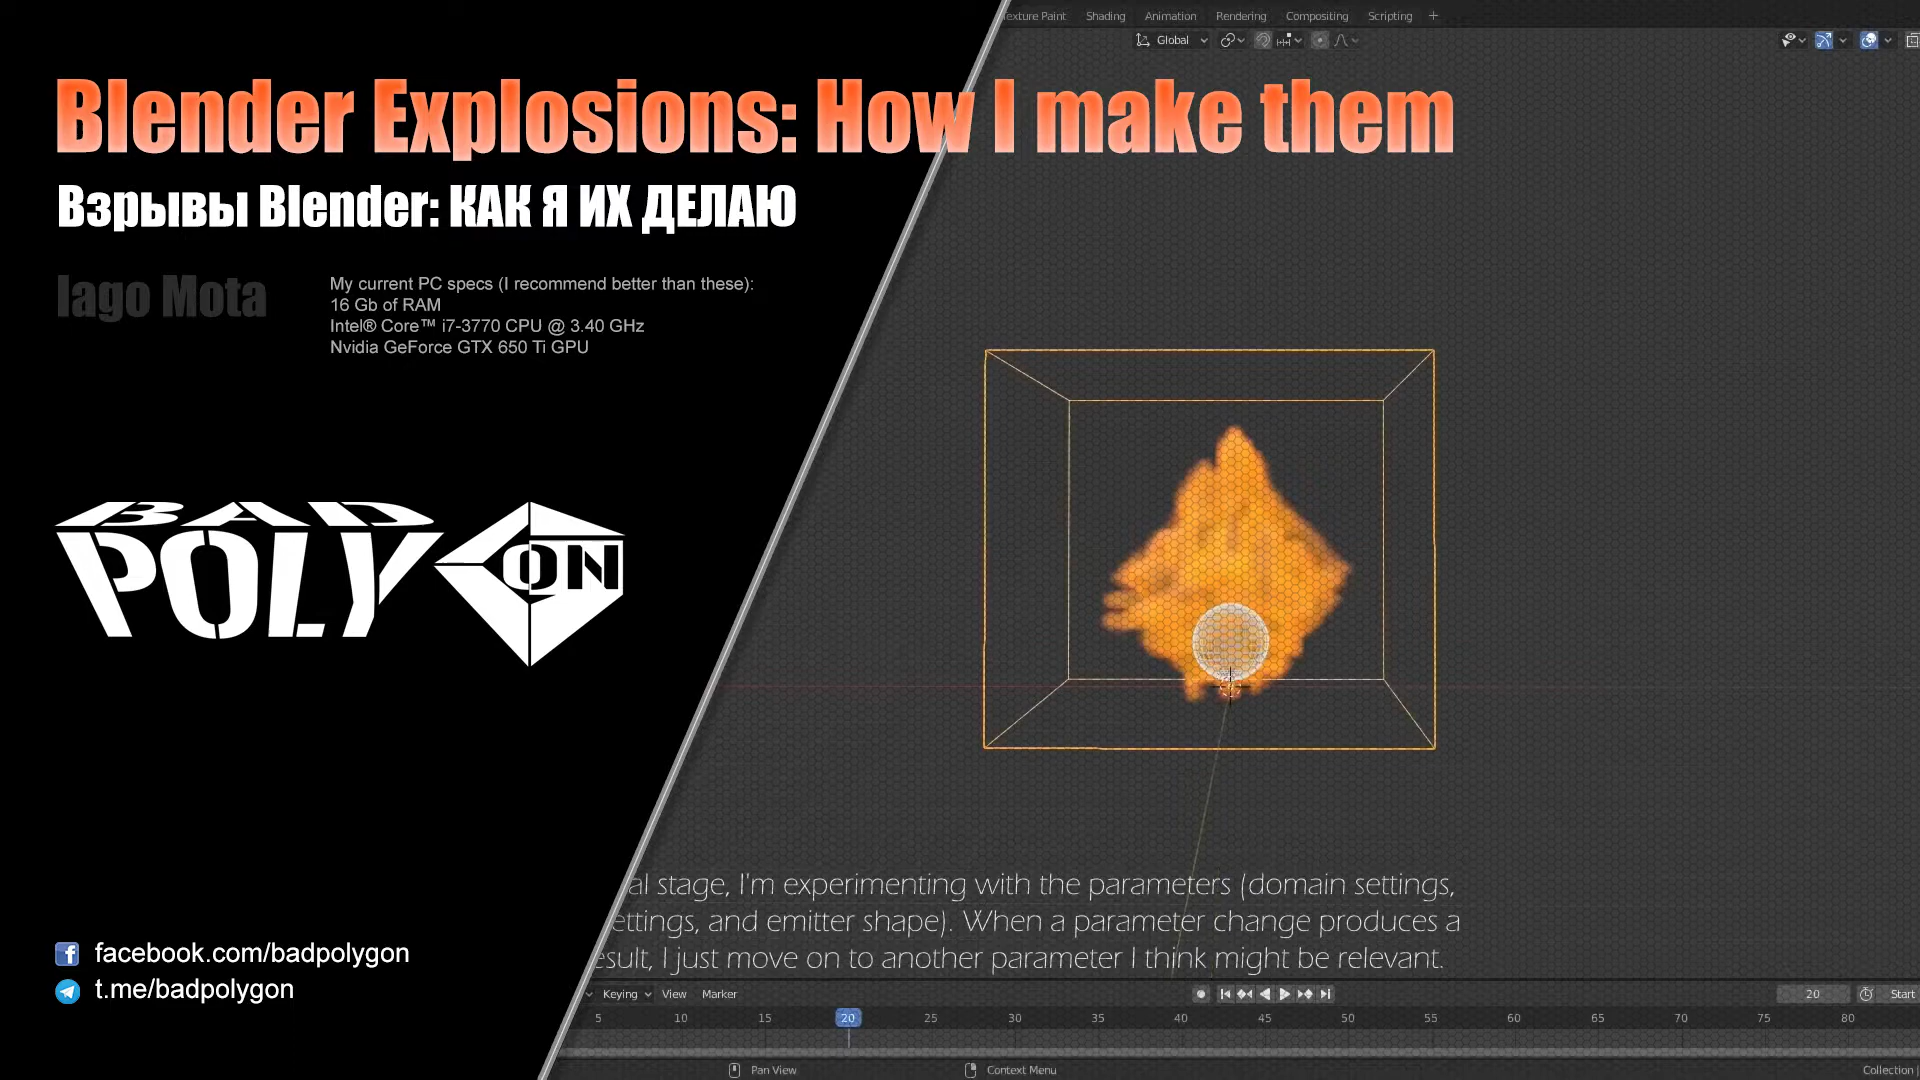 Texture Paint Shading Animation Rendering Compositing Scripting +
Global
Blender Explosions: How I make them
Взрывы Blender: КАК Я ИХ ДЕЛАЮ
Iago Mota
My current PC specs (I recommend better than these):
16 Gb of RAM
Intel® Core™ i7-3770 CPU @ 3.40 GHz
Nvidia GeForce GTX 650 Ti GPU
BAD
POLYGON
al stage, I'm experimenting with the parameters (domain settings,
ettings, and emitter shape). When a parameter change produces a
esult, I just move on to another parameter I think might be relevant.
facebook.com/badpolygon
t.me/badpolygon
Keying View Marker 20 Start
5 10 15 20 25 30 35 40 45 50 55 60 65 70 75 80
Pan View Context Menu Collection |